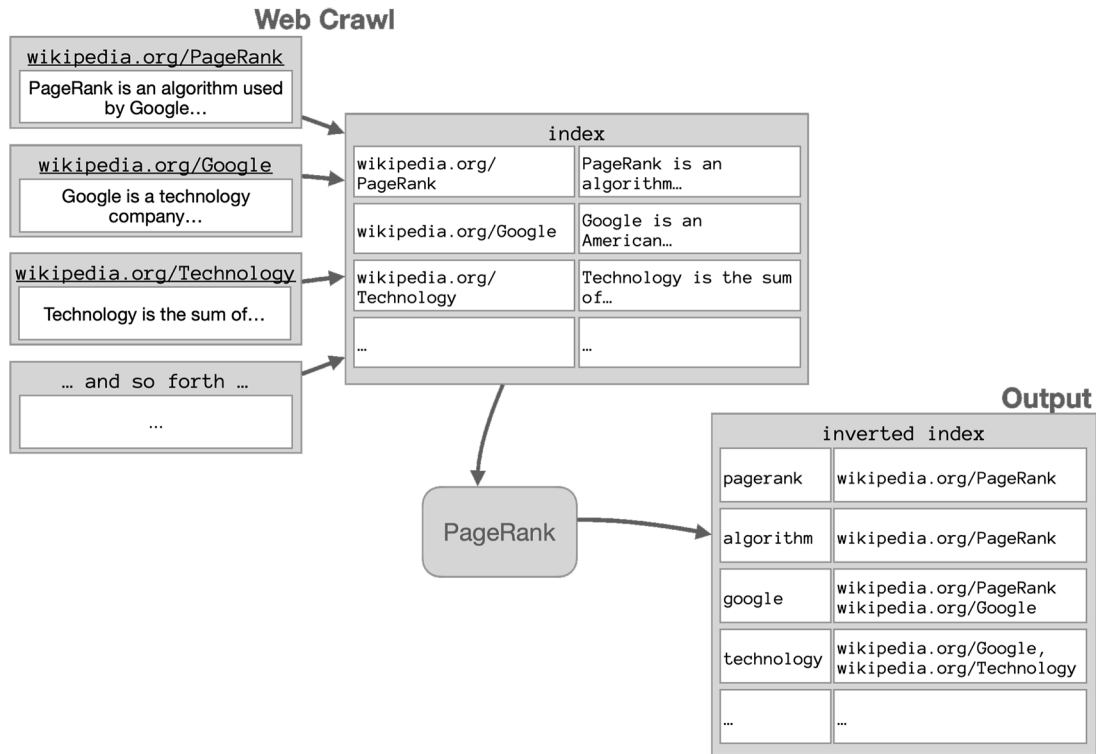 Web Crawl
wikipedia.org/PageRank
PageRank is an algorithm used
by Google…
wikipedia.org/Google
Google is a technology
company…
wikipedia.org/Technology
Technology is the sum of…
… and so forth …
…
index
wikipedia.org/
PageRank
PageRank is an
algorithm…
wikipedia.org/Google
Google is an
American…
wikipedia.org/
Technology
Technology is the sum
of…
…
…
PageRank
Output
inverted index
pagerank
wikipedia.org/PageRank
algorithm
wikipedia.org/PageRank
google
wikipedia.org/PageRank
wikipedia.org/Google
technology
wikipedia.org/Google,
wikipedia.org/Technology
…
…